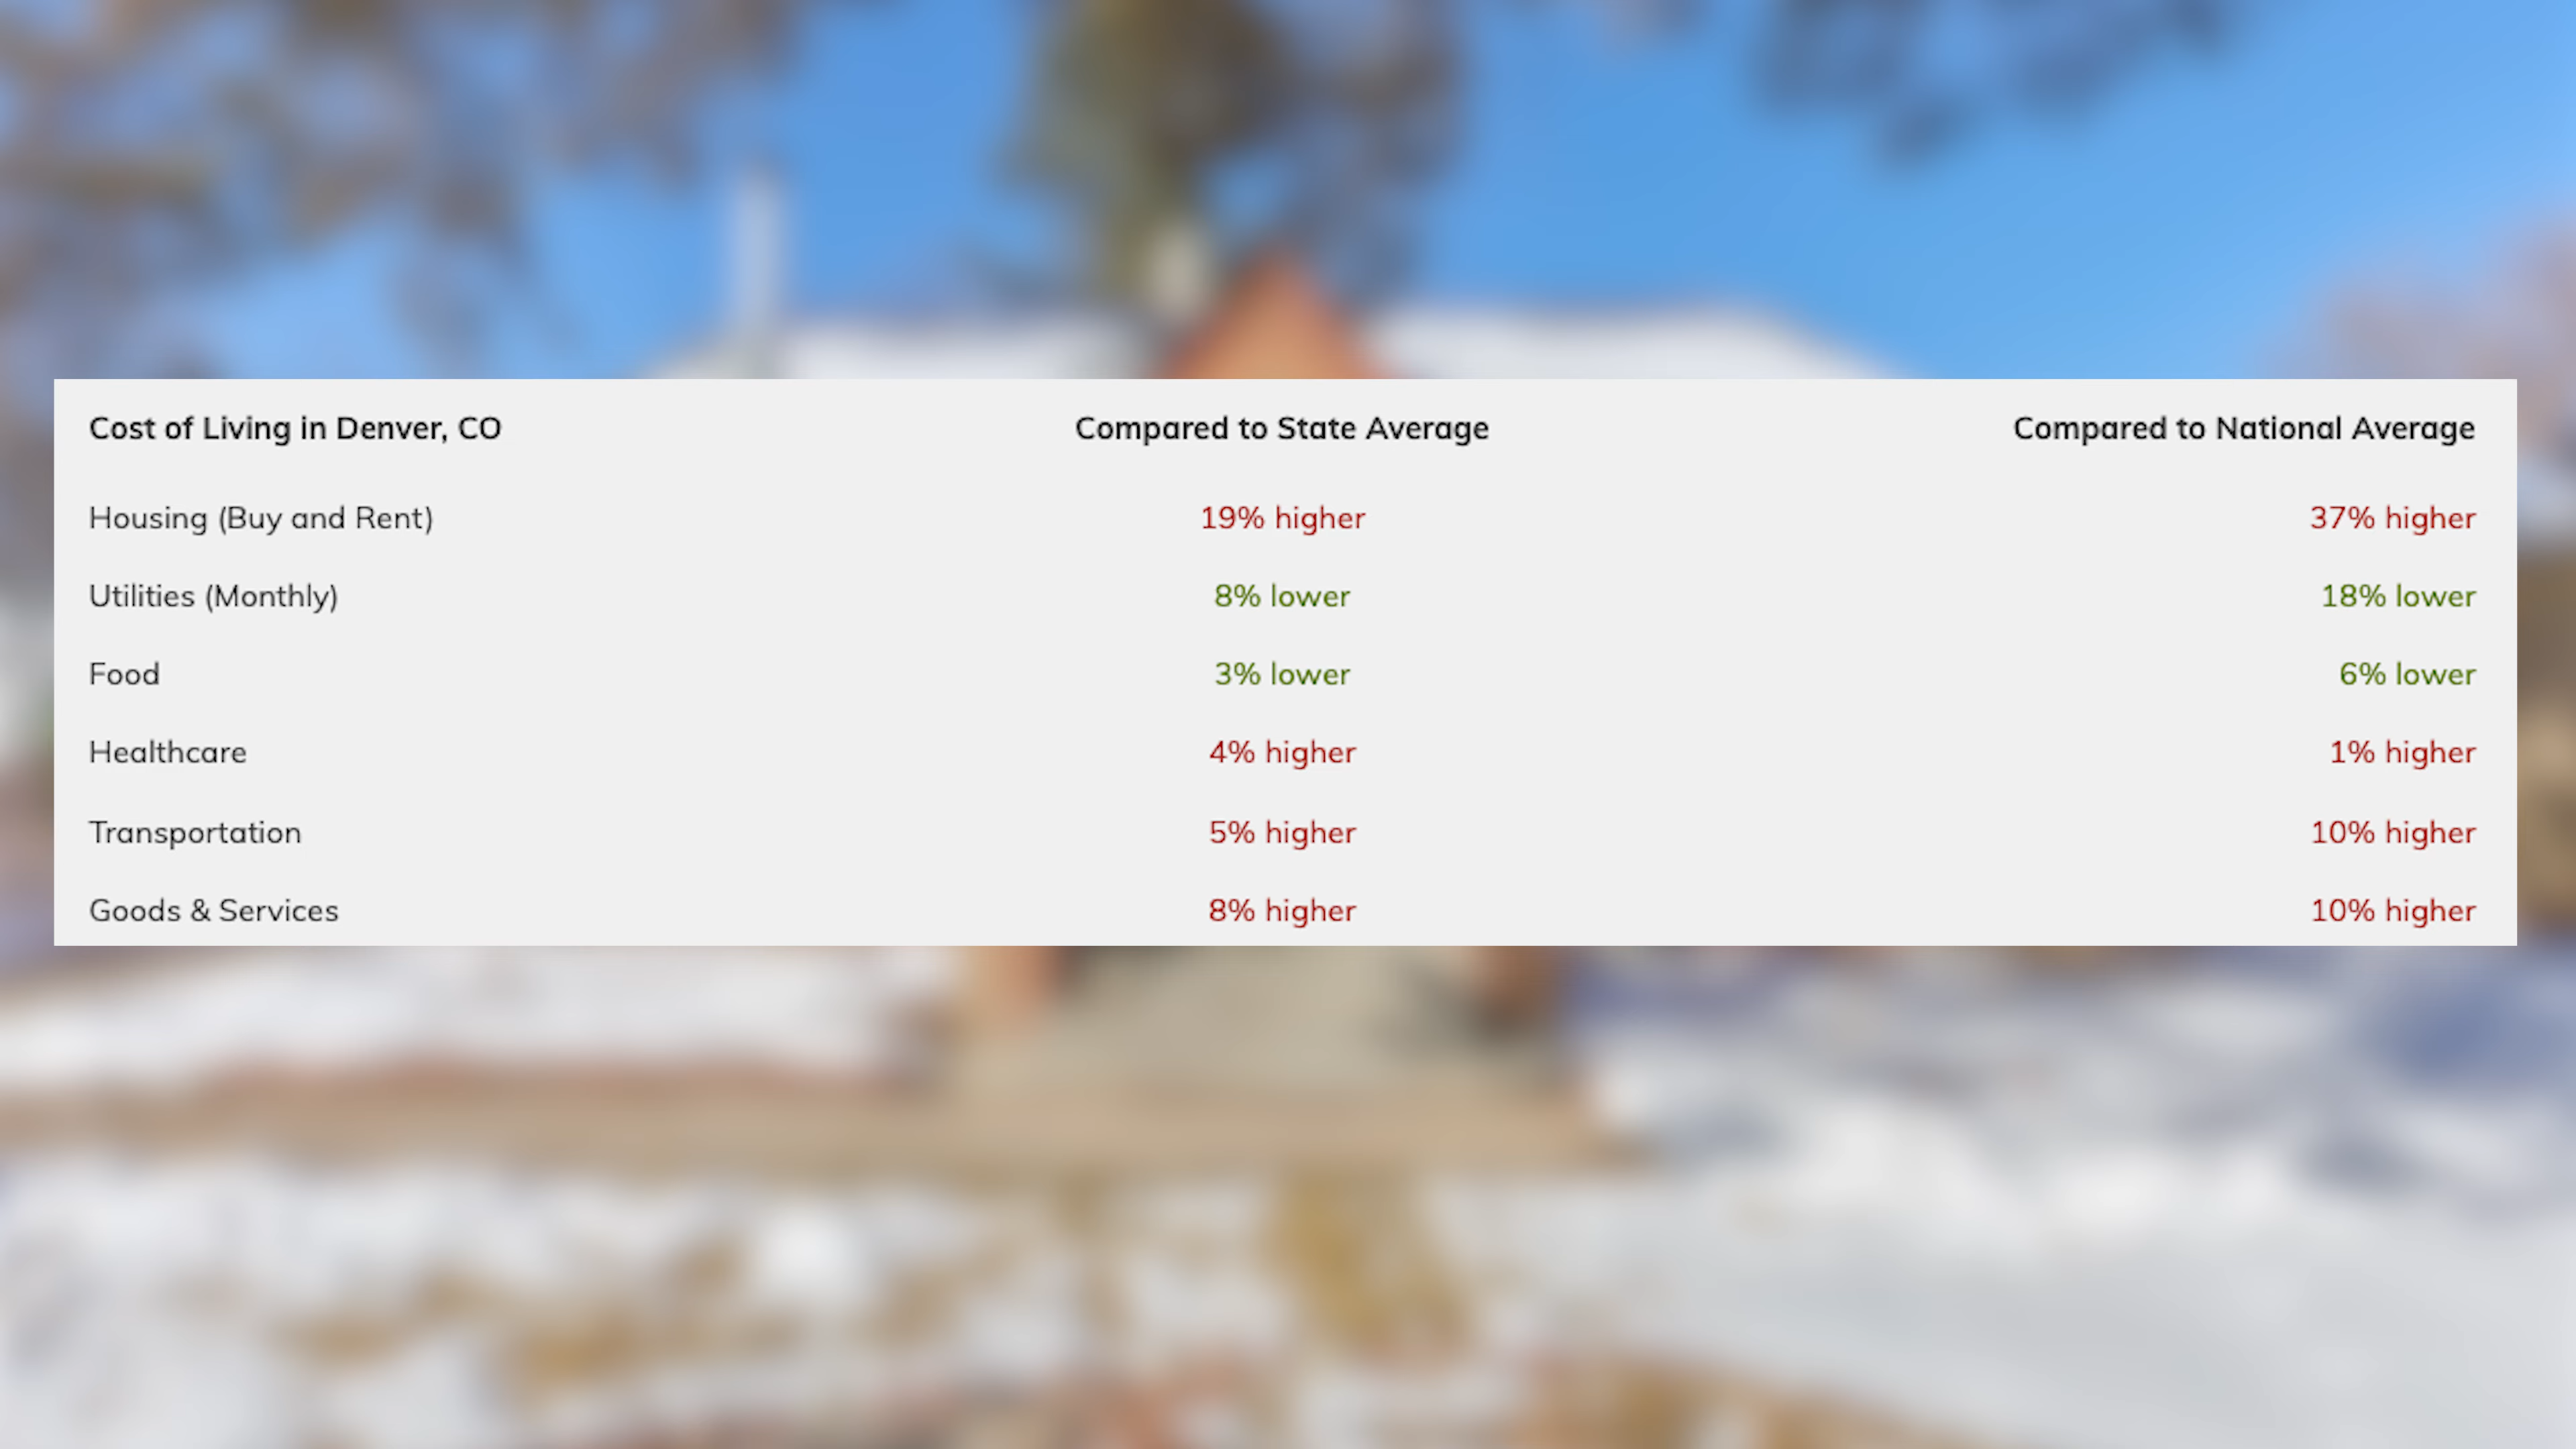 Cost of Living in Denver, CO Compared to State Average Compared to National Average
Housing (Buy and Rent) 19% higher 37% higher
Utilities (Monthly) 8% lower 18% lower
Food 3% lower 6% lower
Healthcare 4% higher 1% higher
Transportation 5% higher 10% higher
Goods & Services 8% higher 10% higher